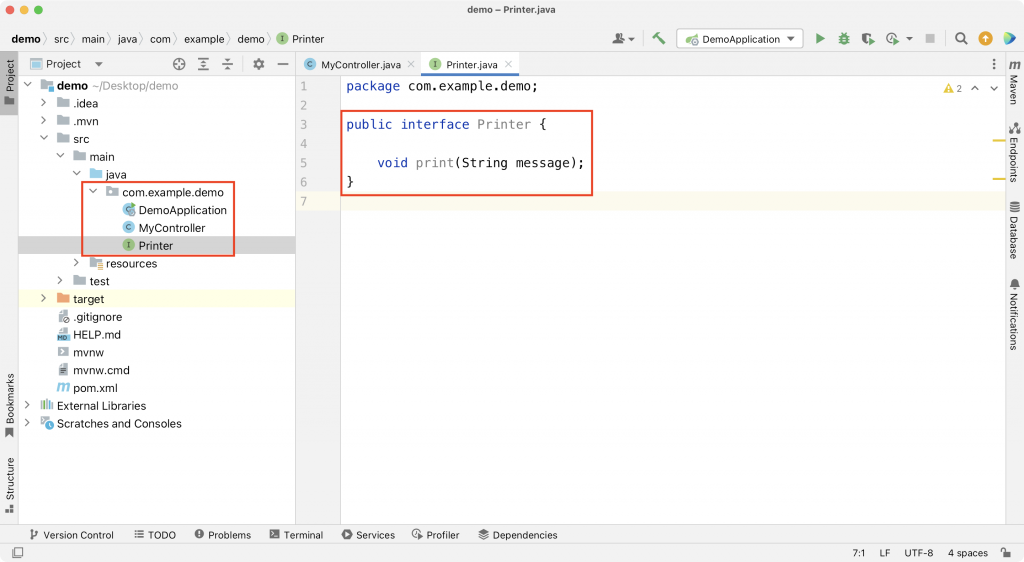 demo – Printer.java
demo src main java com example demo Printer
DemoApplication
Project
MyController.java
Printer.java
Project
demo ~/Desktop/demo
.idea
.mvn
src
main
java
com.example.demo
DemoApplication
MyController
Printer
resources
test
target
.gitignore
HELP.md
mvnw
mvnw.cmd
pom.xml
External Libraries
Scratches and Consoles
Bookmarks
Structure
1 package com.example.demo;
2
3 public interface Printer {
4
5 void print(String message);
6 }
7
2
Maven
Endpoints
Database
Notifications
Version Control TODO Problems Terminal Services Profiler Dependencies
7:1 LF UTF-8 4 spaces